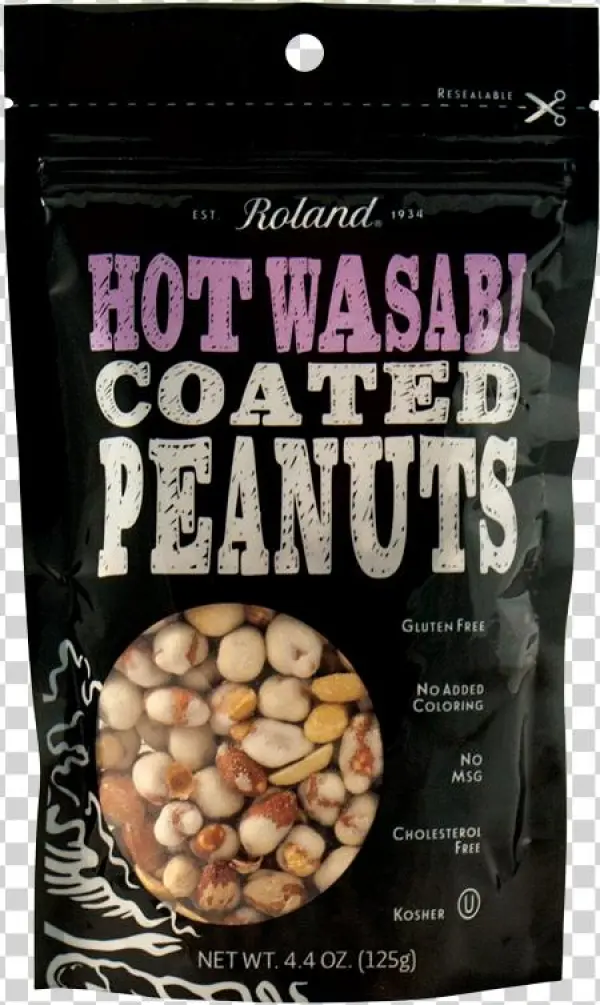 RESEALABLE
EST. Roland® 1934
HOT WASABI
COATED
PEANUTS
GLUTEN FREE
NO ADDED
COLORING
NO
MSG
CHOLESTEROL
FREE
KOSHER U
NET WT. 4.4 OZ. (125g)